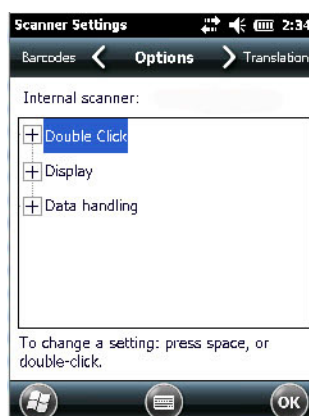 Scanner Settings 2:34
Barcodes Options Translation
Internal scanner:
Double Click
Display
Data handling
To change a setting: press space, or
double-click.
OK